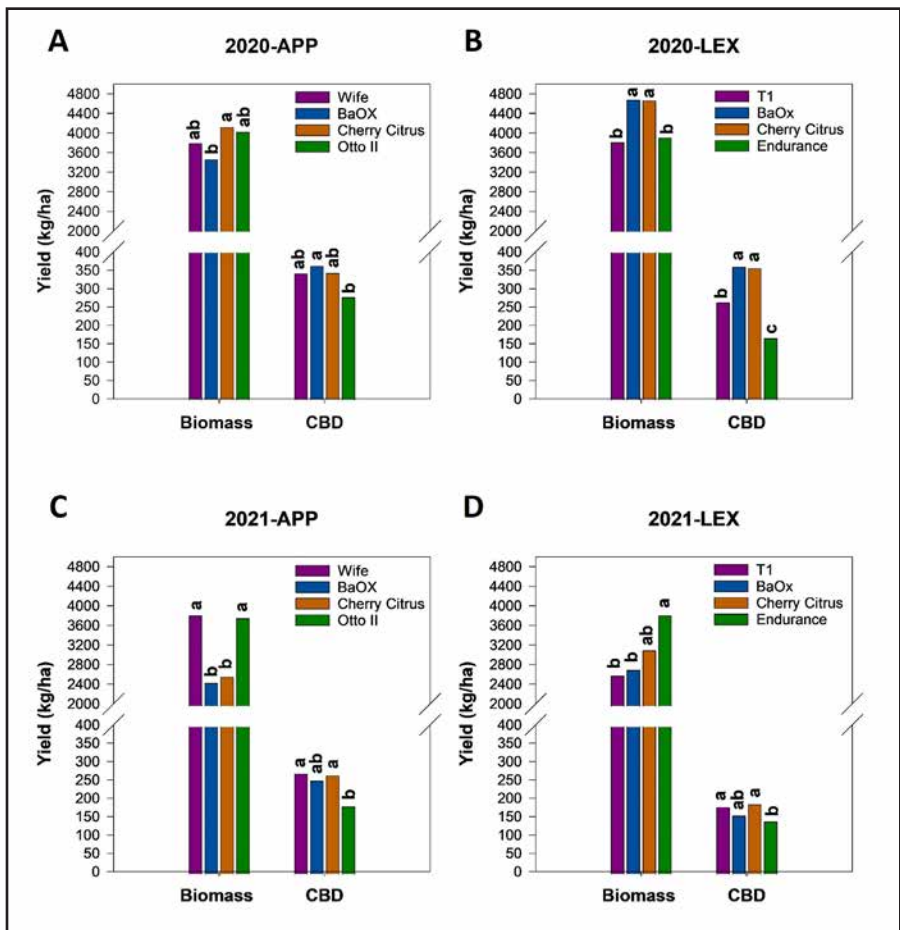 A
2020-APP
Yield (kg/ha)
4800
4400
4000
3600
3200
2800
2400
2000
400
350
300
250
200
150
100
50
0
Wife
BaOX
Cherry Citrus
Otto II
ab
b
a
ab
ab
a
ab
b
Biomass
CBD
B
2020-LEX
Yield (kg/ha)
4800
4400
4000
3600
3200
2800
2400
2000
400
350
300
250
200
150
100
50
0
T1
BaOx
Cherry Citrus
Endurance
b
a
a
b
b
a
a
c
Biomass
CBD
C
2021-APP
Yield (kg/ha)
4800
4400
4000
3600
3200
2800
2400
2000
400
350
300
250
200
150
100
50
0
Wife
BaOX
Cherry Citrus
Otto II
a
b
b
a
a
ab
a
b
Biomass
CBD
D
2021-LEX
Yield (kg/ha)
4800
4400
4000
3600
3200
2800
2400
2000
400
350
300
250
200
150
100
50
0
T1
BaOx
Cherry Citrus
Endurance
b
b
ab
a
a
ab
a
b
Biomass
CBD